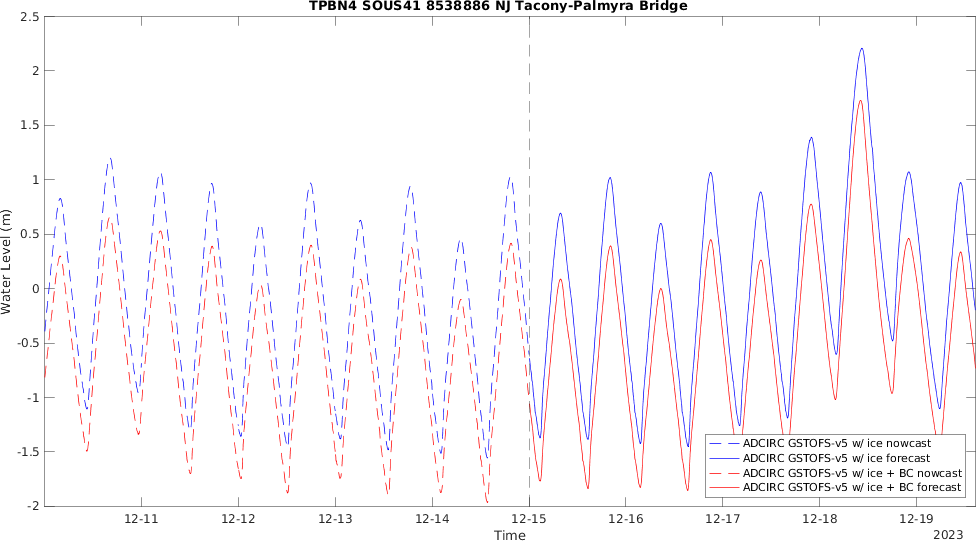 TPBN4 SOUS41 8538886 NJ Tacony-Palmyra Bridge
2.5
2
1.5
1
0.5
0
-0.5
-1
-1.5
-2
Water Level (m)
12-11
12-12
12-13
12-14
12-15
12-16
12-17
12-18
12-19
Time
2023
ADCIRC GSTOFS-v5 w/ ice nowcast
ADCIRC GSTOFS-v5 w/ ice forecast
ADCIRC GSTOFS-v5 w/ ice + BC nowcast
ADCIRC GSTOFS-v5 w/ ice + BC forecast